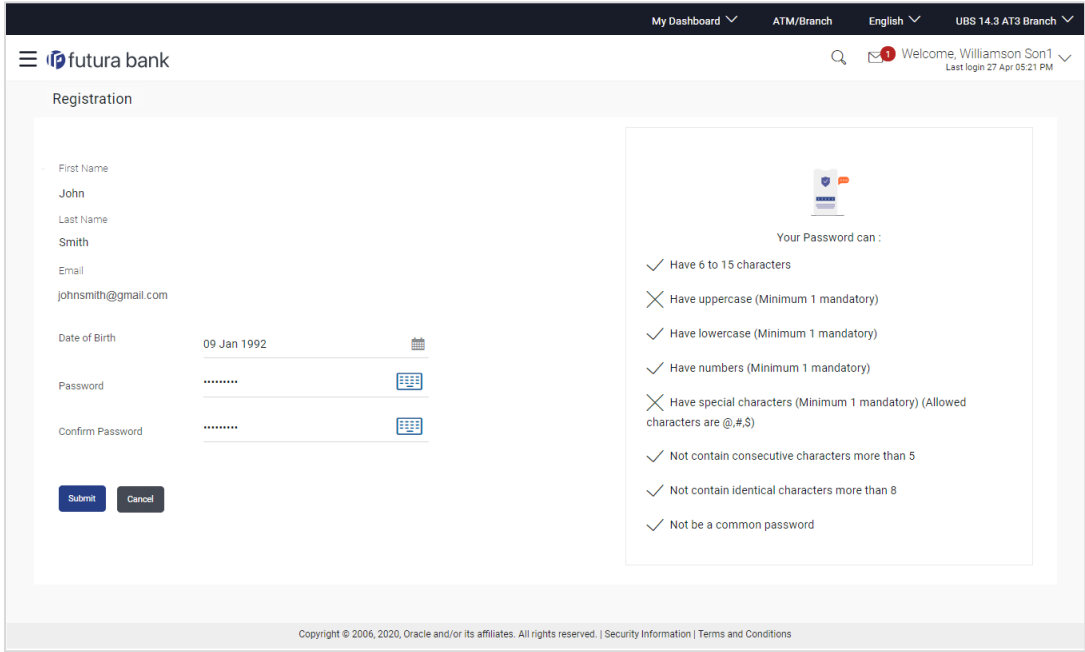 My Dashboard ATM/Branch English UBS 14.3 AT3 Branch
futura bank
1 Welcome, Williamson Son1
Last login 27 Apr 05:21 PM
Registration
First Name
John
Last Name
Smith
Email
johnsmith@gmail.com
Date of Birth 09 Jan 1992
Password •••••••••
Confirm Password •••••••••
Submit Cancel
Your Password can :
Have 6 to 15 characters
Have uppercase (Minimum 1 mandatory)
Have lowercase (Minimum 1 mandatory)
Have numbers (Minimum 1 mandatory)
Have special characters (Minimum 1 mandatory) (Allowed
characters are @,#,$)
Not contain consecutive characters more than 5
Not contain identical characters more than 8
Not be a common password
Copyright © 2006, 2020, Oracle and/or its affiliates. All rights reserved. | Security Information | Terms and Conditions